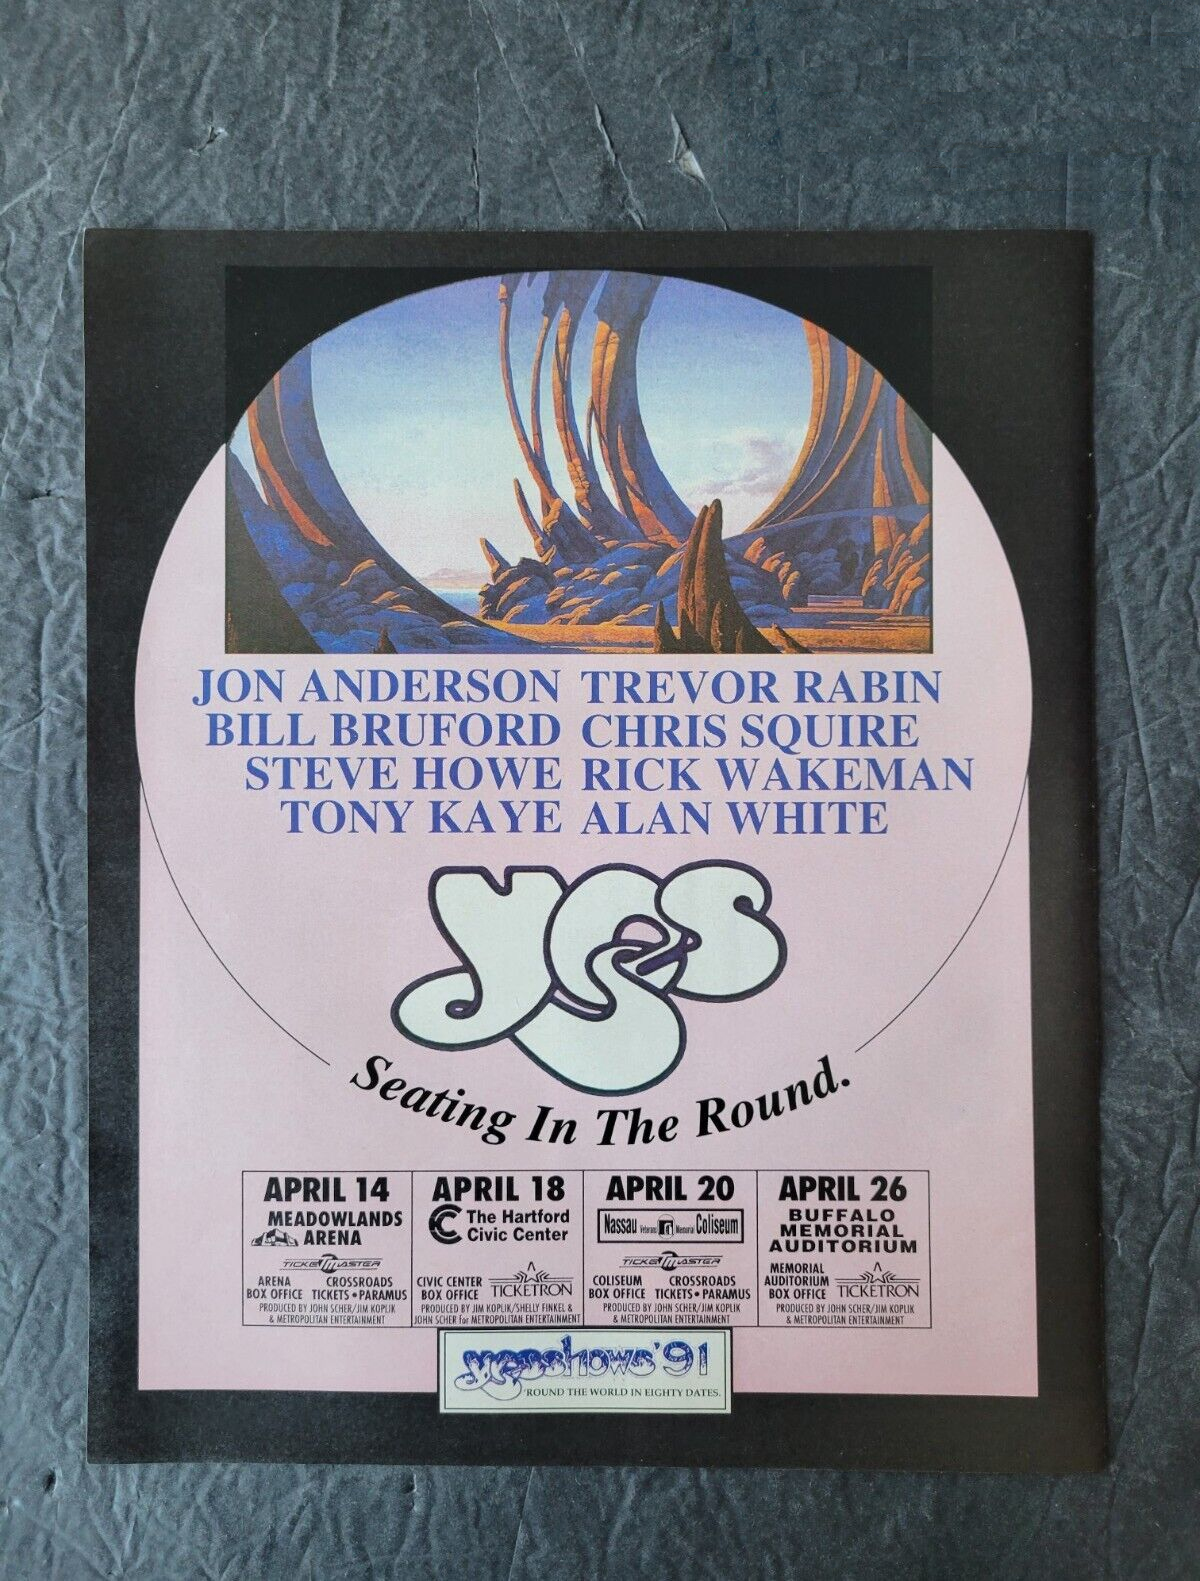 JON ANDERSON TREVOR RABIN
BILL BRUFORD CHRIS SQUIRE
STEVE HOWE RICK WAKEMAN
TONY KAYE ALAN WHITE
YES
Seating In The Round.
APRIL 14
MEADOWLANDS
ARENA
TICKETMASTER
ARENA
BOX OFFICE
CROSSROADS
TICKETS • PARAMUS
PRODUCED BY JOHN SCHER/JIM KOPLIK
& METROPOLITAN ENTERTAINMENT
APRIL 18
The Hartford
Civic Center
CIVIC CENTER
BOX OFFICE
TICKETRON
PRODUCED BY JIM KOPLIK/SHELLY FINKEL &
JOHN SCHER for METROPOLITAN ENTERTAINMENT
APRIL 20
Nassau Veterans Memorial Coliseum
TICKETMASTER
COLISEUM
BOX OFFICE
CROSSROADS
TICKETS • PARAMUS
PRODUCED BY JOHN SCHER/JIM KOPLIK
& METROPOLITAN ENTERTAINMENT
APRIL 26
BUFFALO
MEMORIAL
AUDITORIUM
MEMORIAL
AUDITORIUM
BOX OFFICE
TICKETRON
PRODUCED BY JOHN SCHER/JIM KOPLIK
& METROPOLITAN ENTERTAINMENT
Yesshows '91
'ROUND THE WORLD IN EIGHTY DATES.